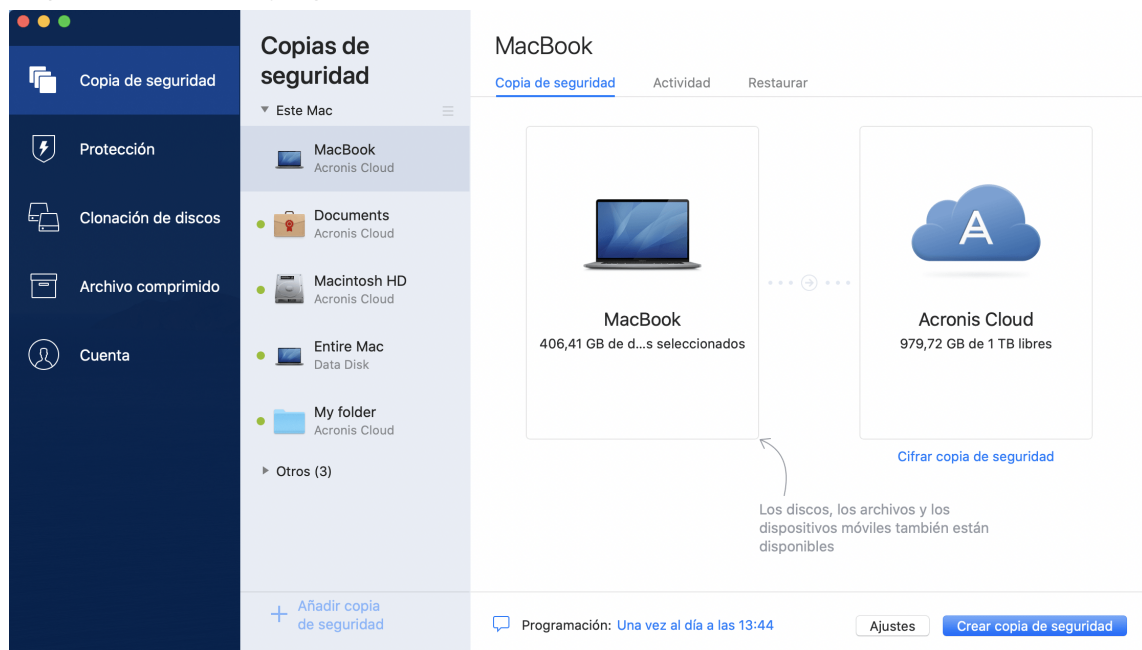 Copia de seguridad
Protección
Clonación de discos
Archivo comprimido
Cuenta
Copias de
seguridad
Este Mac
MacBook
Acronis Cloud
Documents
Acronis Cloud
Macintosh HD
Acronis Cloud
Entire Mac
Data Disk
My folder
Acronis Cloud
Otros (3)
Añadir copia
de seguridad
MacBook
Copia de seguridad Actividad Restaurar
MacBook
406,41 GB de d...s seleccionados
Acronis Cloud
979,72 GB de 1 TB libres
Cifrar copia de seguridad
Los discos, los archivos y los
dispositivos móviles también están
disponibles
Programación: Una vez al día a las 13:44
Ajustes
Crear copia de seguridad